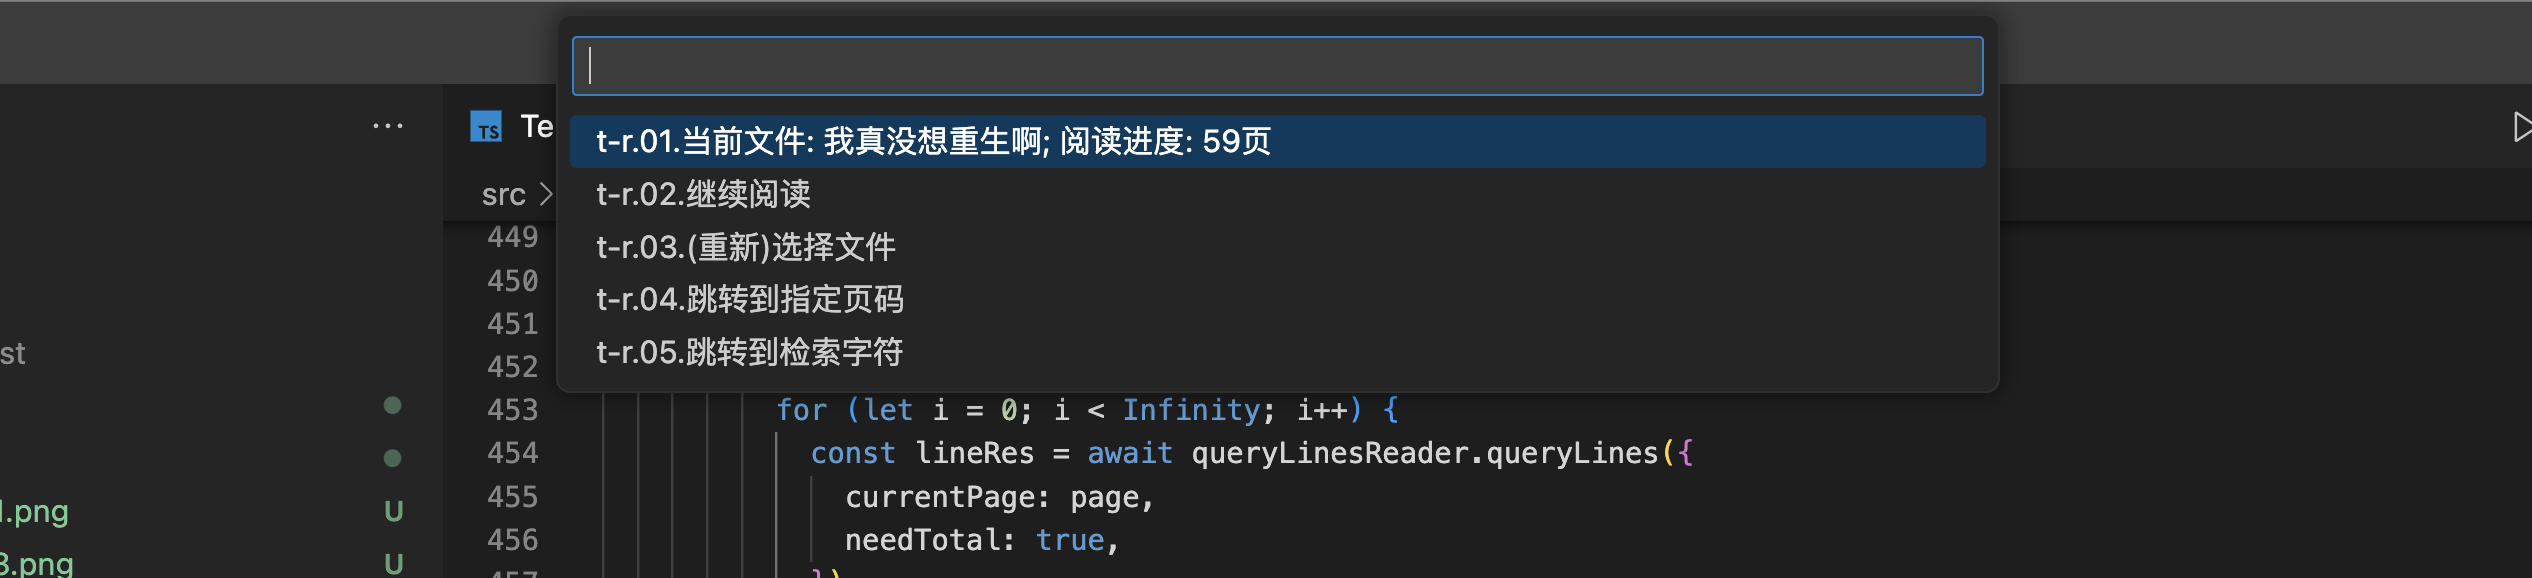 t-r.01.当前文件: 我真没想重生啊; 阅读进度: 59页
t-r.02.继续阅读
t-r.03.(重新)选择文件
t-r.04.跳转到指定页码
t-r.05.跳转到检索字符
···
TS Te
src >
st
.png U
3.png U
449
450
451
452
453 for (let i = 0; i < Infinity; i++) {
454 const lineRes = await queryLinesReader.queryLines({
455 currentPage: page,
456 needTotal: true,
457 })